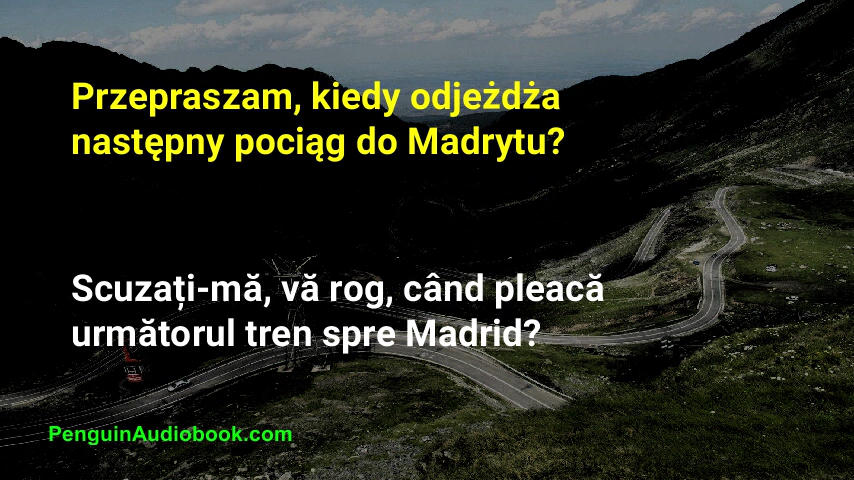 Przepraszam, kiedy odjeżdża
następny pociąg do Madrytu?
Scuzați-mă, vă rog, când pleacă
următorul tren spre Madrid?
PenguinAudiobook.com